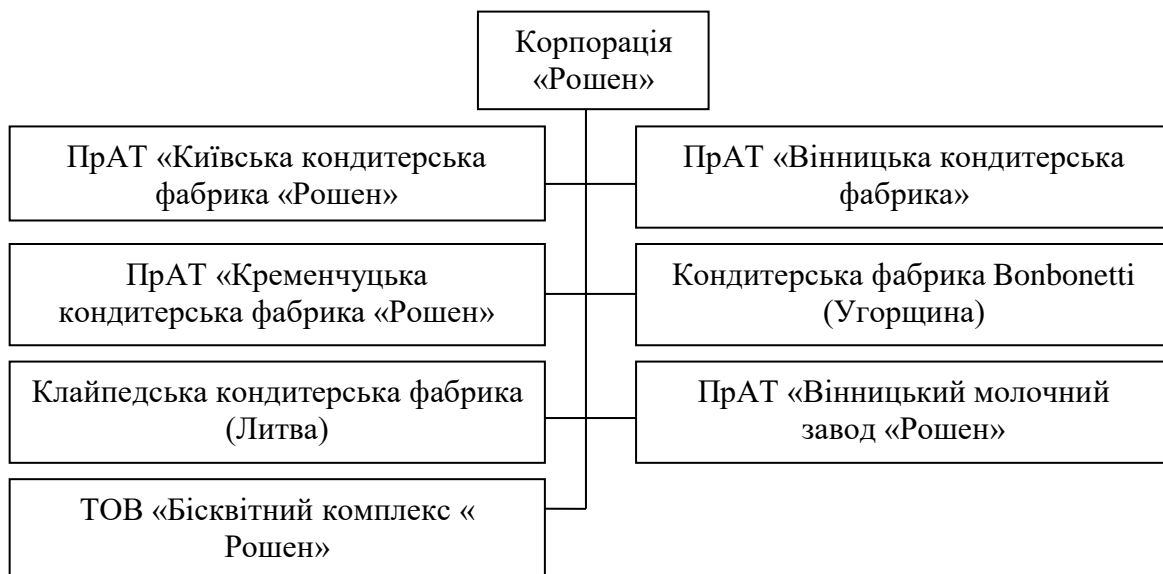 Корпорація
«Рошен»
ПрАТ «Київська кондитерська
фабрика «Рошен»
ПрАТ «Вінницька кондитерська
фабрика»
ПрАТ «Кременчуцька
кондитерська фабрика «Рошен»
Кондитерська фабрика Bonbonetti
(Угорщина)
Клайпедська кондитерська фабрика
(Литва)
ПрАТ «Вінницький молочний
завод «Рошен»
ТОВ «Бісквітний комплекс «
Рошен»